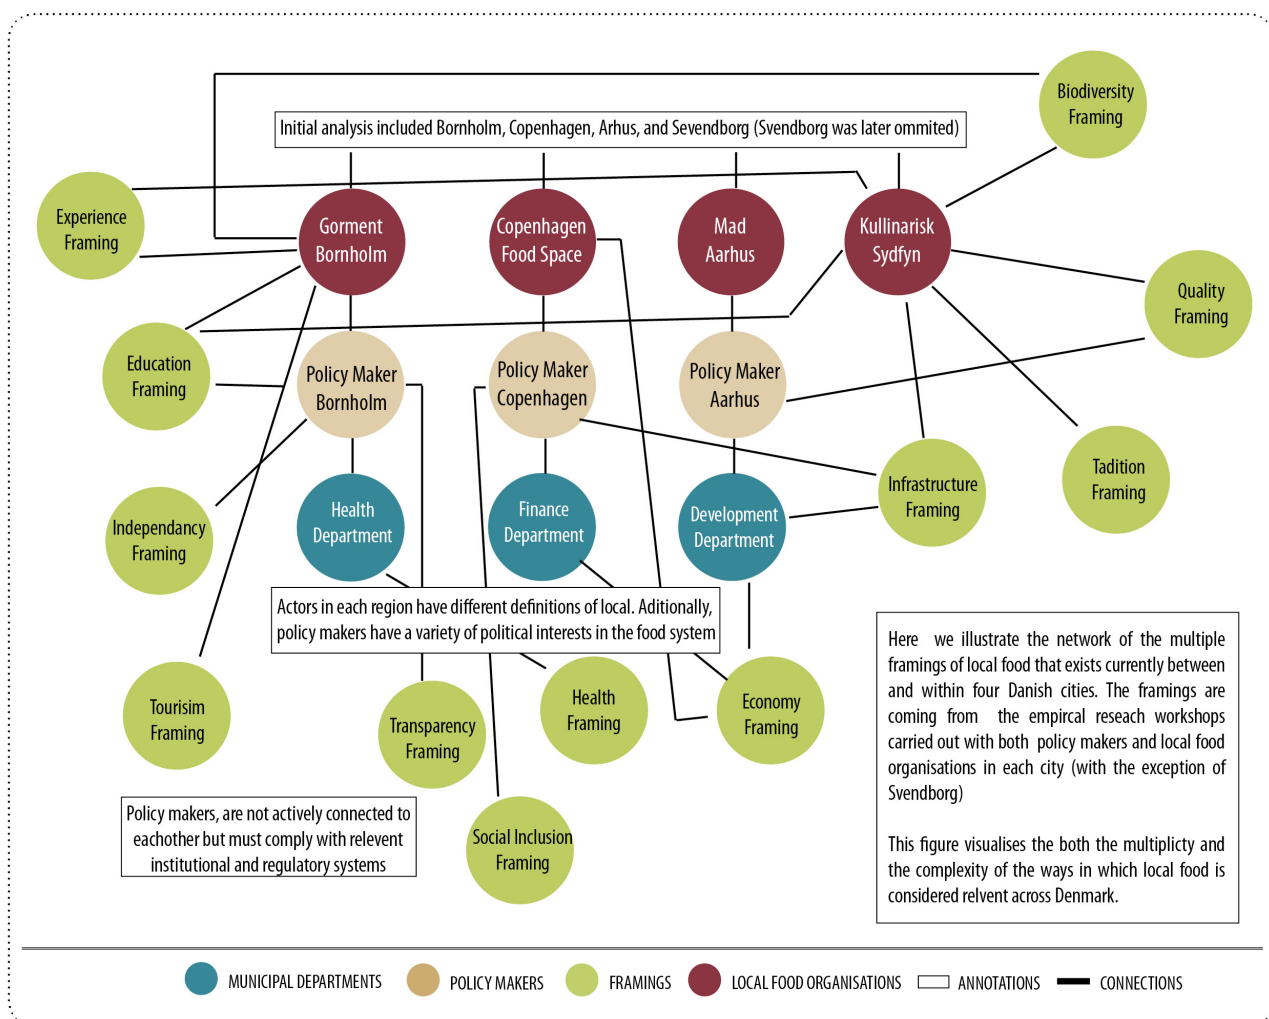 Biodiversity
Framing
Initial analysis included Bornholm, Copenhagen, Arhus, and Sevendborg (Svendborg was later ommited)
Experience
Framing
Gorment
Bornholm
Copenhagen
Food Space
Mad
Aarhus
Kullinarisk
Sydfyn
Quality
Framing
Education
Framing
Policy Maker
Bornholm
Policy Maker
Copenhagen
Policy Maker
Aarhus
Tadition
Framing
Infrastructure
Framing
Independancy
Framing
Health
Department
Finance
Department
Development
Department
Actors in each region have different definitions of local. Aditionally,
policy makers have a variety of political interests in the food system
Tourisim
Framing
Transparency
Framing
Health
Framing
Economy
Framing
Social Inclusion
Framing
Policy makers, are not actively connected to
eachother but must comply with relevent
institutional and regulatory systems
Here we illustrate the network of the multiple
framings of local food that exists currently between
and within four Danish cities. The framings are
coming from the empircal reseach workshops
carried out with both policy makers and local food
organisations in each city (with the exception of
Svendborg)
This figure visualises the both the multiplicty and
the complexity of the ways in which local food is
considered relvent across Denmark.
MUNICIPAL DEPARTMENTS
POLICY MAKERS
FRAMINGS
LOCAL FOOD ORGANISATIONS
ANNOTATIONS
CONNECTIONS